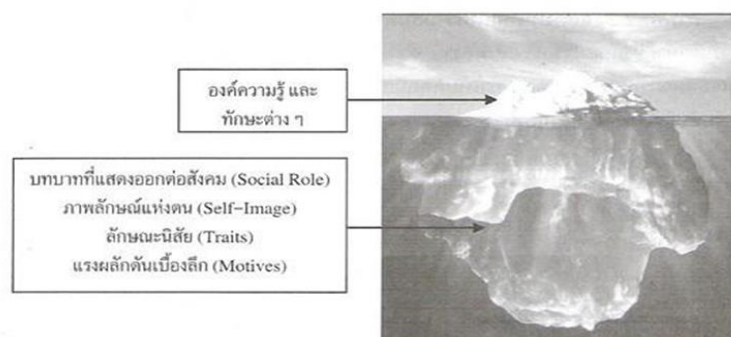 องค์ความรู้ และ
ทักษะต่าง ๆ
บทบาทที่แสดงออกต่อสังคม (Social Role)
ภาพลักษณ์แห่งตน (Self-Image)
ลักษณะนิสัย (Traits)
แรงผลักดันเบื้องลึก (Motives)